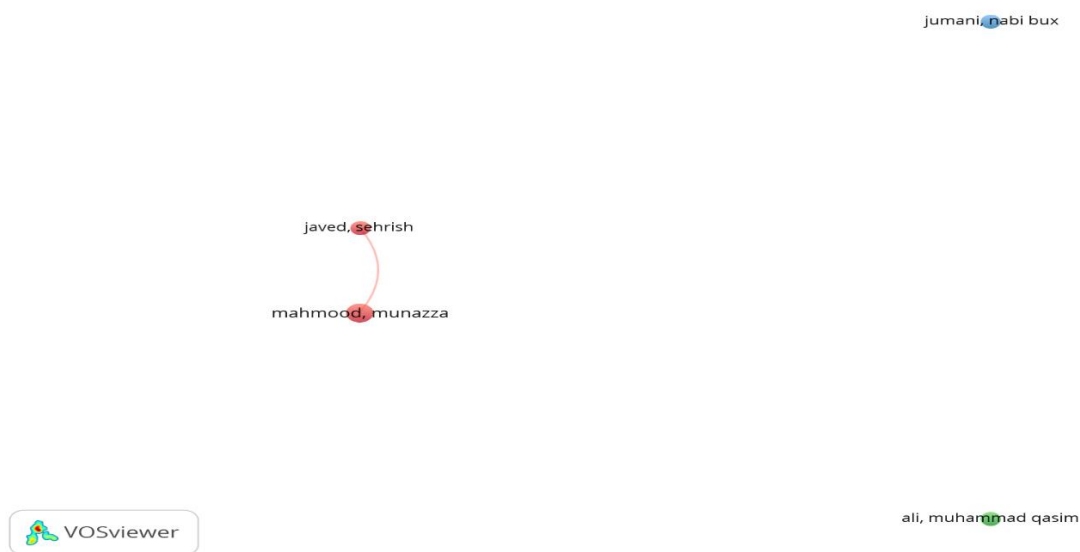 jumani, nabi bux
javed, sehrish
mahmood, munazza
ali, muhammad qasim
VOSviewer